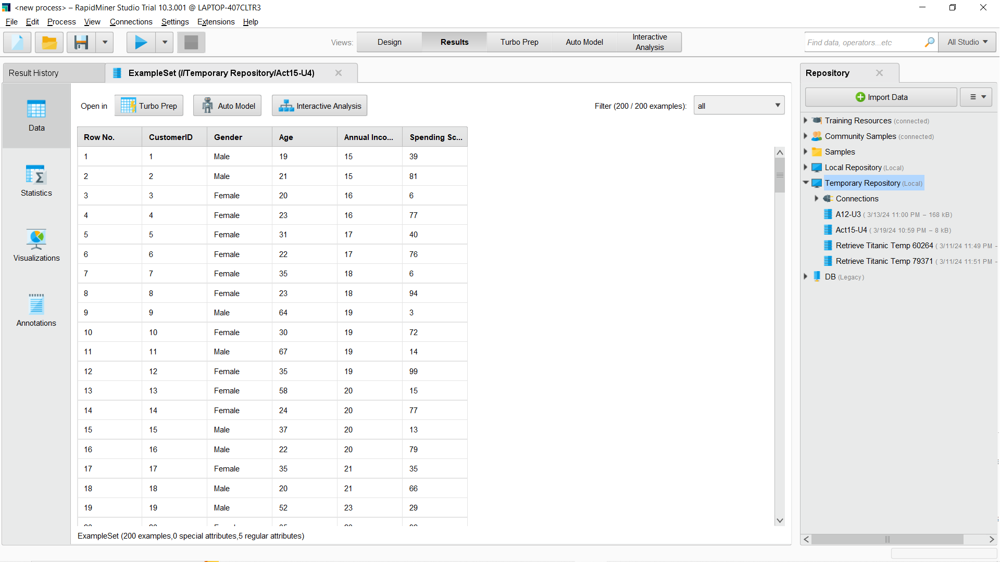 <new process> – RapidMiner Studio Trial 10.3.001 @ LAPTOP-407CLTR3
File Edit Process View Connections Settings Extensions Help
Views: Design Results Turbo Prep Auto Model Interactive Analysis
Find data, operators...etc All Studio
Result History ExampleSet (//Temporary Repository/Act15-U4)
Data
Statistics
Visualizations
Annotations
Open in Turbo Prep Auto Model Interactive Analysis Filter (200 / 200 examples): all
Row No. CustomerID Gender Age Annual Inco... Spending Sc...
1 1 Male 19 15 39
2 2 Male 21 15 81
3 3 Female 20 16 6
4 4 Female 23 16 77
5 5 Female 31 17 40
6 6 Female 22 17 76
7 7 Female 35 18 6
8 8 Female 23 18 94
9 9 Male 64 19 3
10 10 Female 30 19 72
11 11 Male 67 19 14
12 12 Female 35 19 99
13 13 Female 58 20 15
14 14 Female 24 20 77
15 15 Male 37 20 13
16 16 Male 22 20 79
17 17 Female 35 21 35
18 18 Male 20 21 66
19 19 Male 52 23 29
ExampleSet (200 examples,0 special attributes,5 regular attributes)
Repository
Import Data
Training Resources (connected)
Community Samples (connected)
Samples
Local Repository (Local)
Temporary Repository (Local)
Connections
A12-U3 ( 3/13/24 11:00 PM – 168 kB)
Act15-U4 ( 3/19/24 10:59 PM – 8 kB)
Retrieve Titanic Temp 60264 ( 3/11/24 11:49 PM –
Retrieve Titanic Temp 79371 ( 3/11/24 11:51 PM –
DB (Legacy)